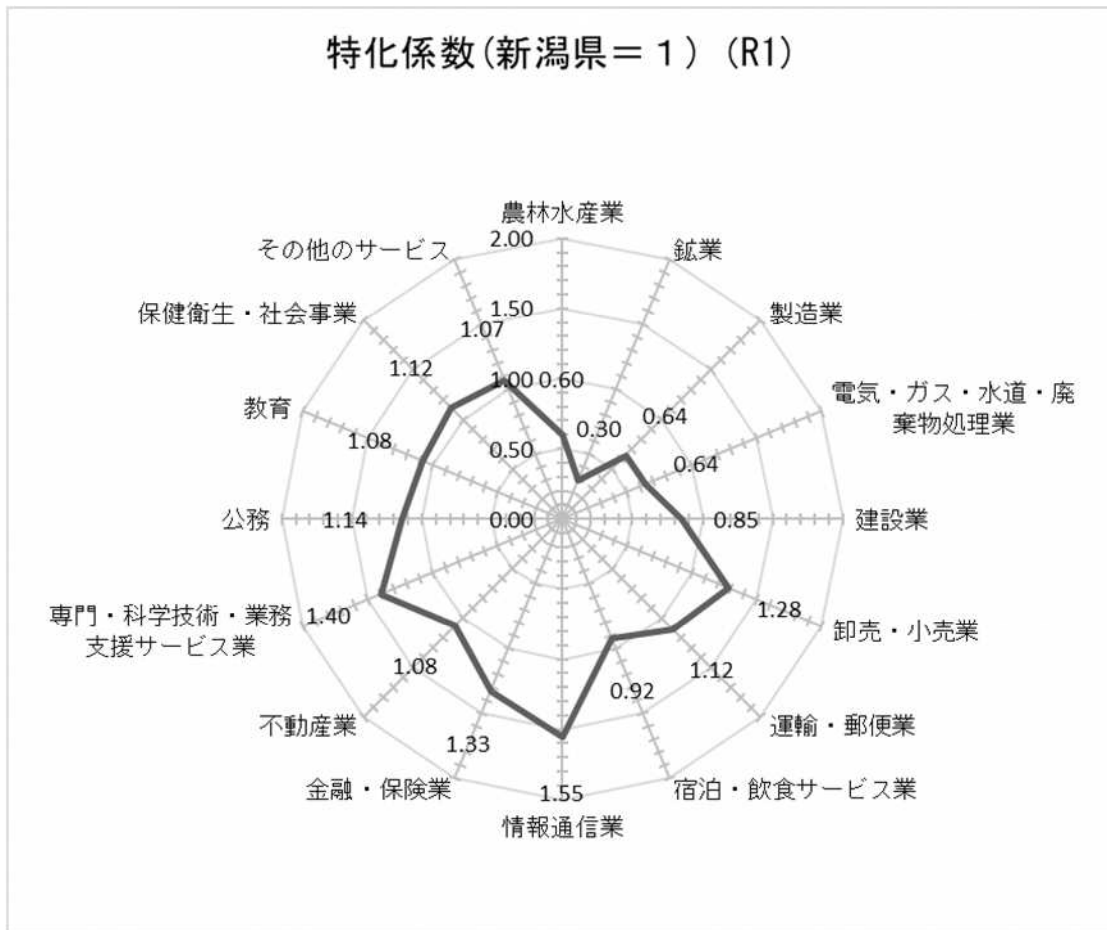 特化係数(新潟県＝１) (R1)
農林水産業
2.00
鉱業
その他のサービス
製造業
保健衛生・社会事業
1.50
1.07
1.12
1.00
0.60
電気・ガス・水道・廃
棄物処理業
教育
1.08
0.64
0.30
0.50
0.64
公務
1.14
0.00
0.85
建設業
専門・科学技術・業務
支援サービス業
1.40
1.28
卸売・小売業
1.08
1.12
0.92
不動産業
運輸・郵便業
1.33
金融・保険業
宿泊・飲食サービス業
1.55
情報通信業